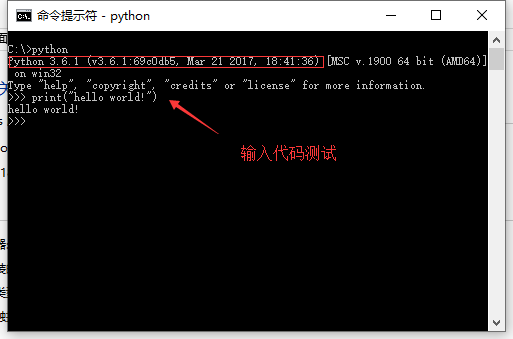 命令提示符 - python
C:\>python
Python 3.6.1 (v3.6.1:69c0db5, Mar 21 2017, 18:41:36) [MSC v.1900 64 bit (AMD64)]
on win32
Type "help", "copyright", "credits" or "license" for more information.
>>> print("hello world!")
hello world!
>>>
输入代码测试